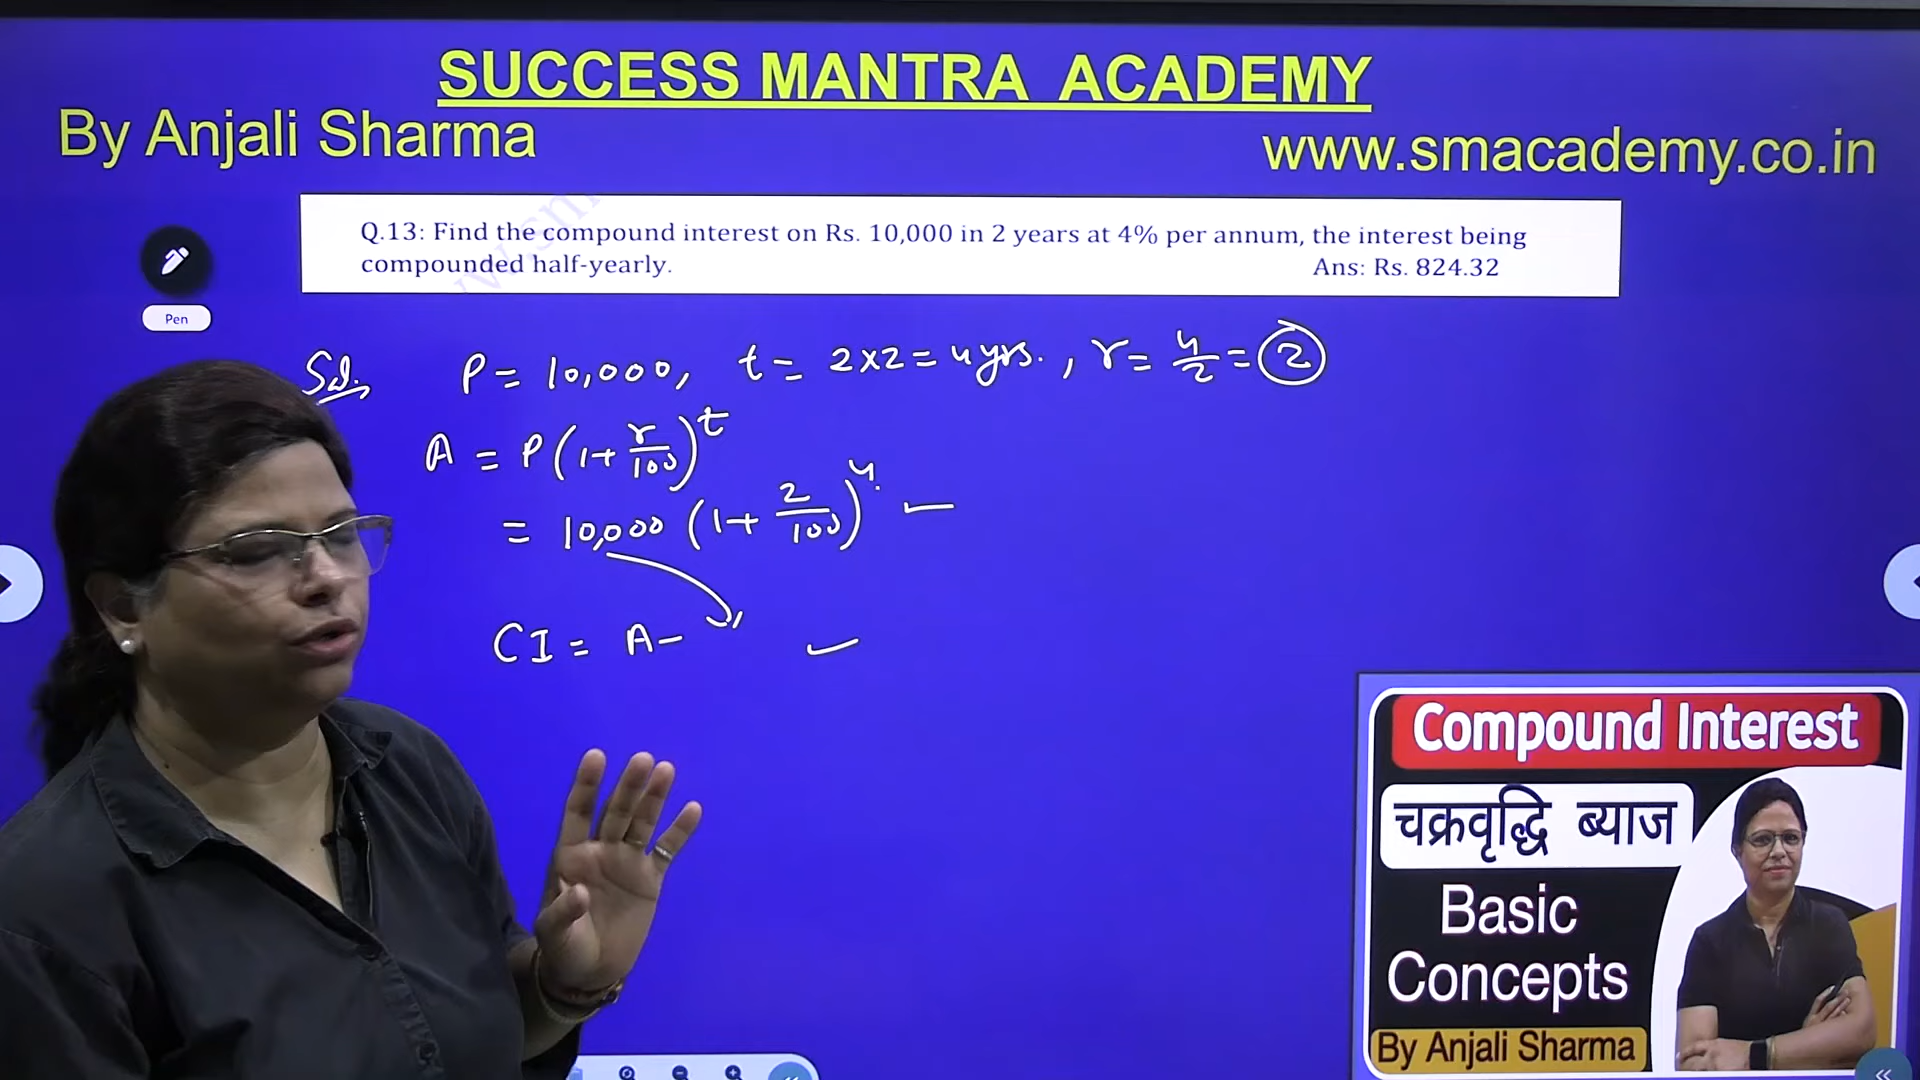 SUCCESS MANTRA ACADEMY
By Anjali Sharma
www.smacademy.co.in
Q.13: Find the compound interest on Rs. 10,000 in 2 years at 4% per annum, the interest being
compounded half-yearly. Ans: Rs. 824.32
Pen
Sol. P = 10,000, t = 2×2 = 4 yrs., r = 4/2 = 2
A = P(1+r/100)^t
= 10,000 (1+2/100)^4
CI = A-
Compound Interest
चक्रवृद्धि ब्याज
Basic
Concepts
By Anjali Sharma